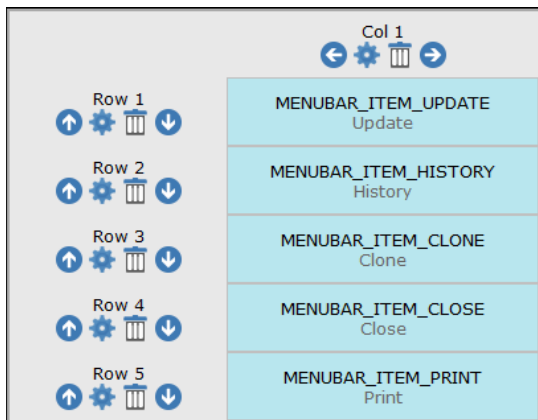 Col 1
Row 1
MENUBAR_ITEM_UPDATE
Update
Row 2
MENUBAR_ITEM_HISTORY
History
Row 3
MENUBAR_ITEM_CLONE
Clone
Row 4
MENUBAR_ITEM_CLOSE
Close
Row 5
MENUBAR_ITEM_PRINT
Print